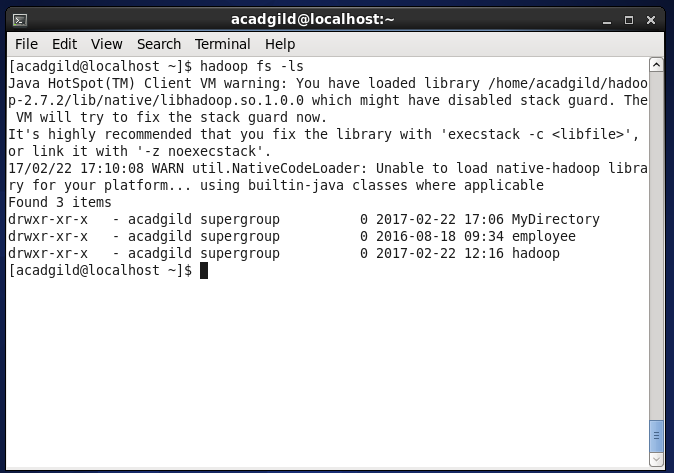 acadgild@localhost:~
File Edit View Search Terminal Help
[acadgild@localhost ~]$ hadoop fs -ls
Java HotSpot(TM) Client VM warning: You have loaded library /home/acadgild/hadoo
p-2.7.2/lib/native/libhadoop.so.1.0.0 which might have disabled stack guard. The
 VM will try to fix the stack guard now.
It's highly recommended that you fix the library with 'execstack -c <libfile>',
or link it with '-z noexecstack'.
17/02/22 17:10:08 WARN util.NativeCodeLoader: Unable to load native-hadoop libra
ry for your platform... using builtin-java classes where applicable
Found 3 items
drwxr-xr-x   - acadgild supergroup          0 2017-02-22 17:06 MyDirectory
drwxr-xr-x   - acadgild supergroup          0 2016-08-18 09:34 employee
drwxr-xr-x   - acadgild supergroup          0 2017-02-22 12:16 hadoop
[acadgild@localhost ~]$